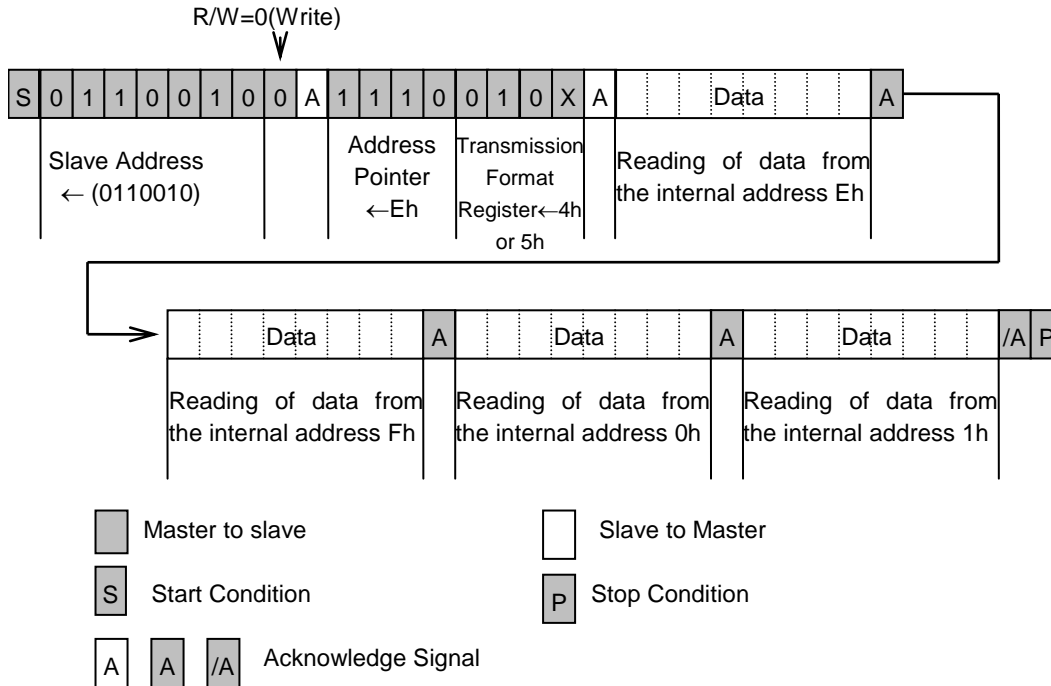 R/W=0(Write)
S 0 1 1 0 0 1 0 0 A 1 1 1 0 0 1 0 X A Data A
Slave Address
← (0110010)
Address
Pointer
←Eh
Transmission
Format
Register←4h
or 5h
Reading of data from
the internal address Eh
Data A Data A Data /A P
Reading of data from
the internal address Fh
Reading of data from
the internal address 0h
Reading of data from
the internal address 1h
Master to slave
Slave to Master
S Start Condition
P Stop Condition
A A /A Acknowledge Signal